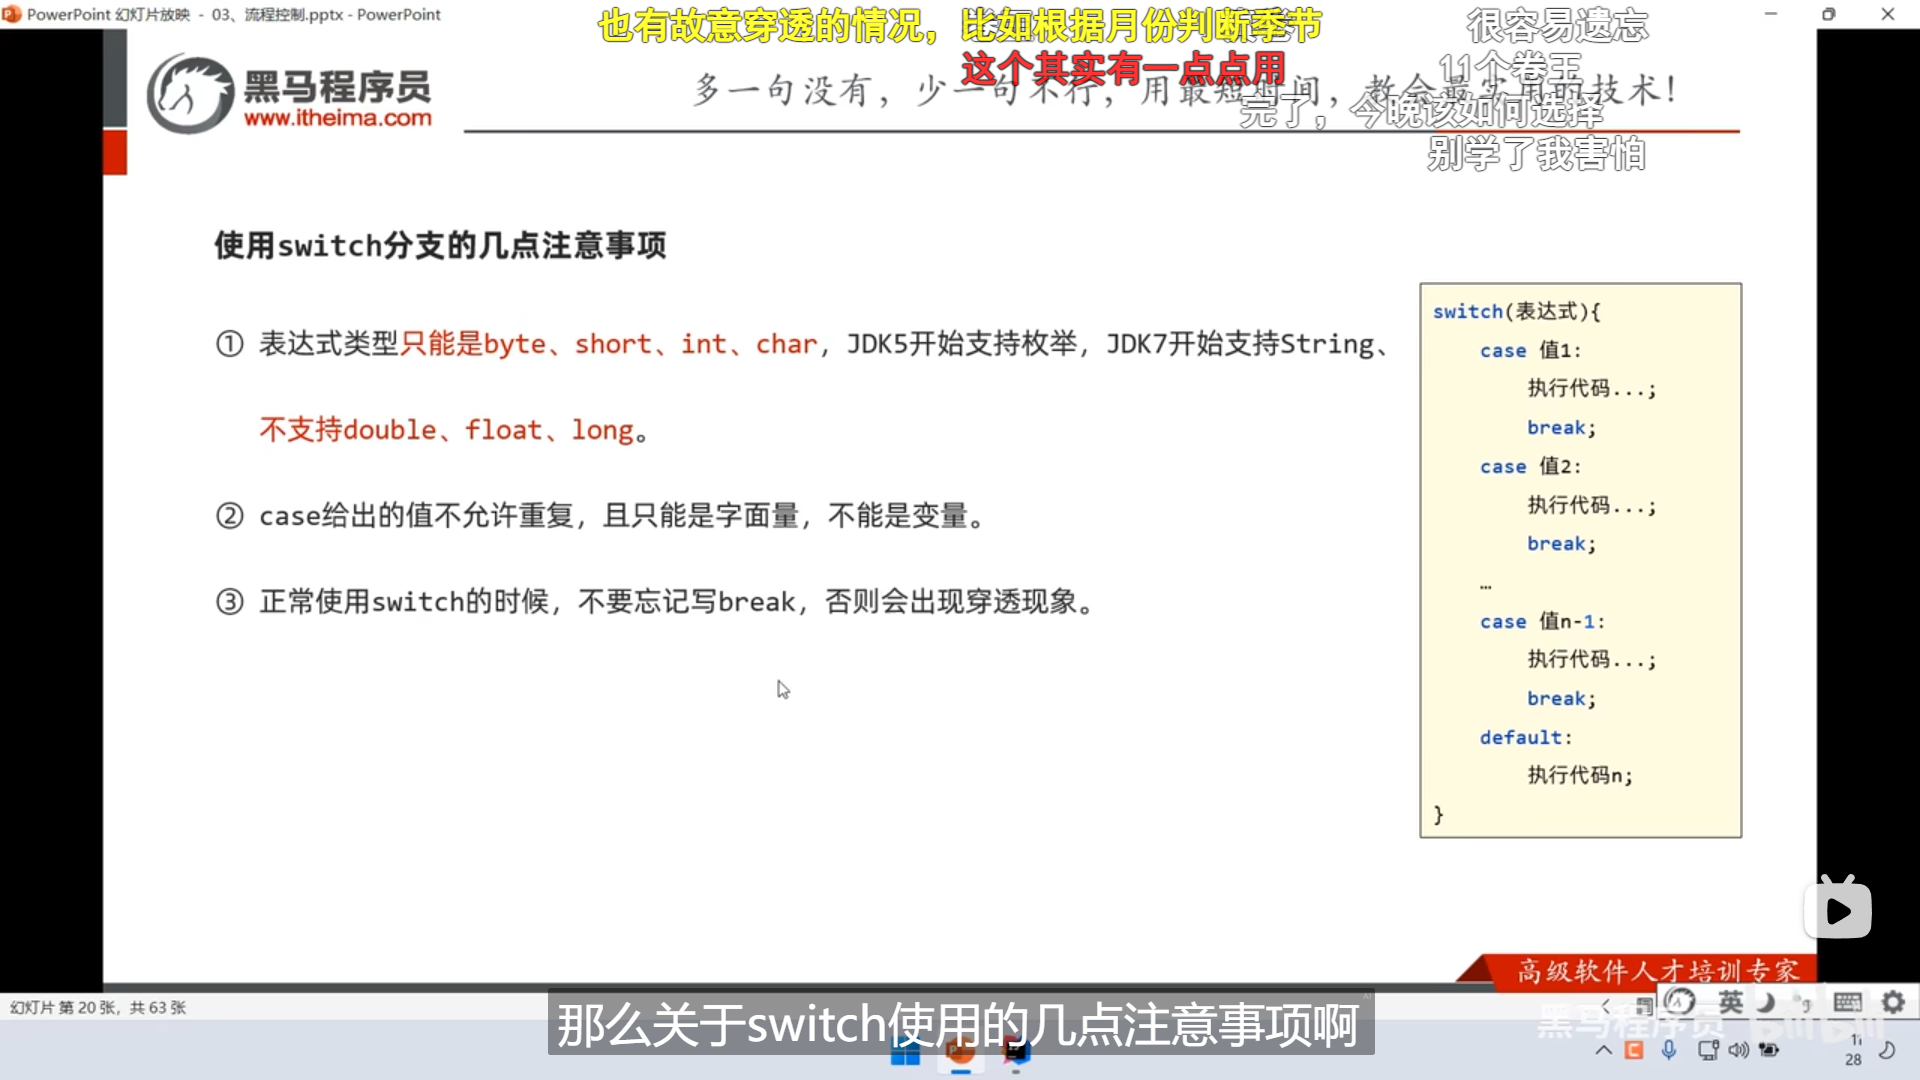 PowerPoint 幻灯片放映 - 03、流程控制.pptx - PowerPoint
也有故意穿透的情况，比如根据月份判断季节
很容易遗忘
这个其实有一点点用
11个卷王
黑马程序员
www.itheima.com
多一句没有，少一句不行，用最短时间，教会最实用的技术！
完了，今晚该如何选择
别学了我害怕
使用switch分支的几点注意事项
① 表达式类型只能是byte、short、int、char，JDK5开始支持枚举，JDK7开始支持String、
不支持double、float、long。
② case给出的值不允许重复，且只能是字面量，不能是变量。
③ 正常使用switch的时候，不要忘记写break，否则会出现穿透现象。
switch(表达式){
case 值1:
执行代码...;
break;
case 值2:
执行代码...;
break;
…
case 值n-1:
执行代码...;
break;
default:
执行代码n;
}
高级软件人才培训专家
幻灯片 第 20 张，共 63 张
那么关于switch使用的几点注意事项啊
英
黑马程序员 bilibili
28